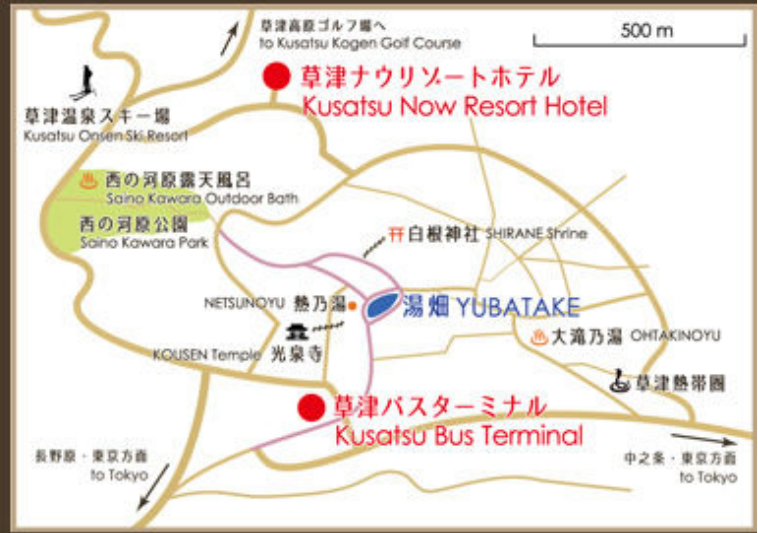 草津高原ゴルフ場へ
to Kusatsu Kogen Golf Course
500 m
草津ナウリゾートホテル
Kusatsu Now Resort Hotel
草津温泉スキー場
Kusatsu Onsen Ski Resort
西の河原露天風呂
Saino Kawara Outdoor Bath
西の河原公園
Saino Kawara Park
白根神社 SHIRANE Shrine
NETSUNOYU 熱乃湯
湯畑 YUBATAKE
大滝乃湯 OHTAKINOYU
KOUSEN Temple 光泉寺
草津熱帯圏
草津バスターミナル
Kusatsu Bus Terminal
長野原・東京方面
to Tokyo
中之条・東京方面
to Tokyo